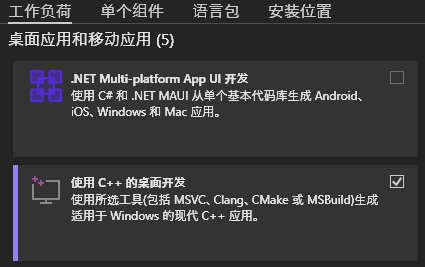 工作负荷 单个组件 语言包 安装位置
桌面应用和移动应用 (5)
.NET Multi-platform App UI 开发
使用 C# 和 .NET MAUI 从单个基本代码库生成 Android、
iOS、Windows 和 Mac 应用。
使用 C++ 的桌面开发
使用所选工具(包括 MSVC、Clang、CMake 或 MSBuild)生成
适用于 Windows 的现代 C++ 应用。